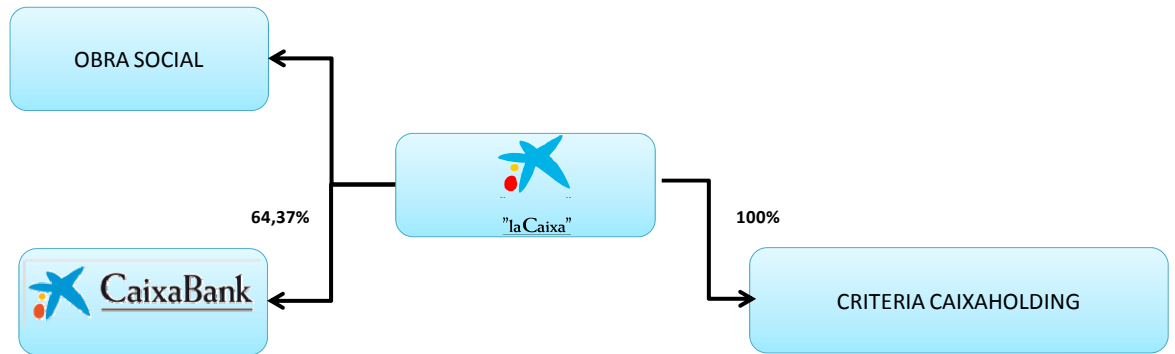 OBRA SOCIAL
"laCaixa"
64,37%
100%
CaixaBank
CRITERIA CAIXAHOLDING